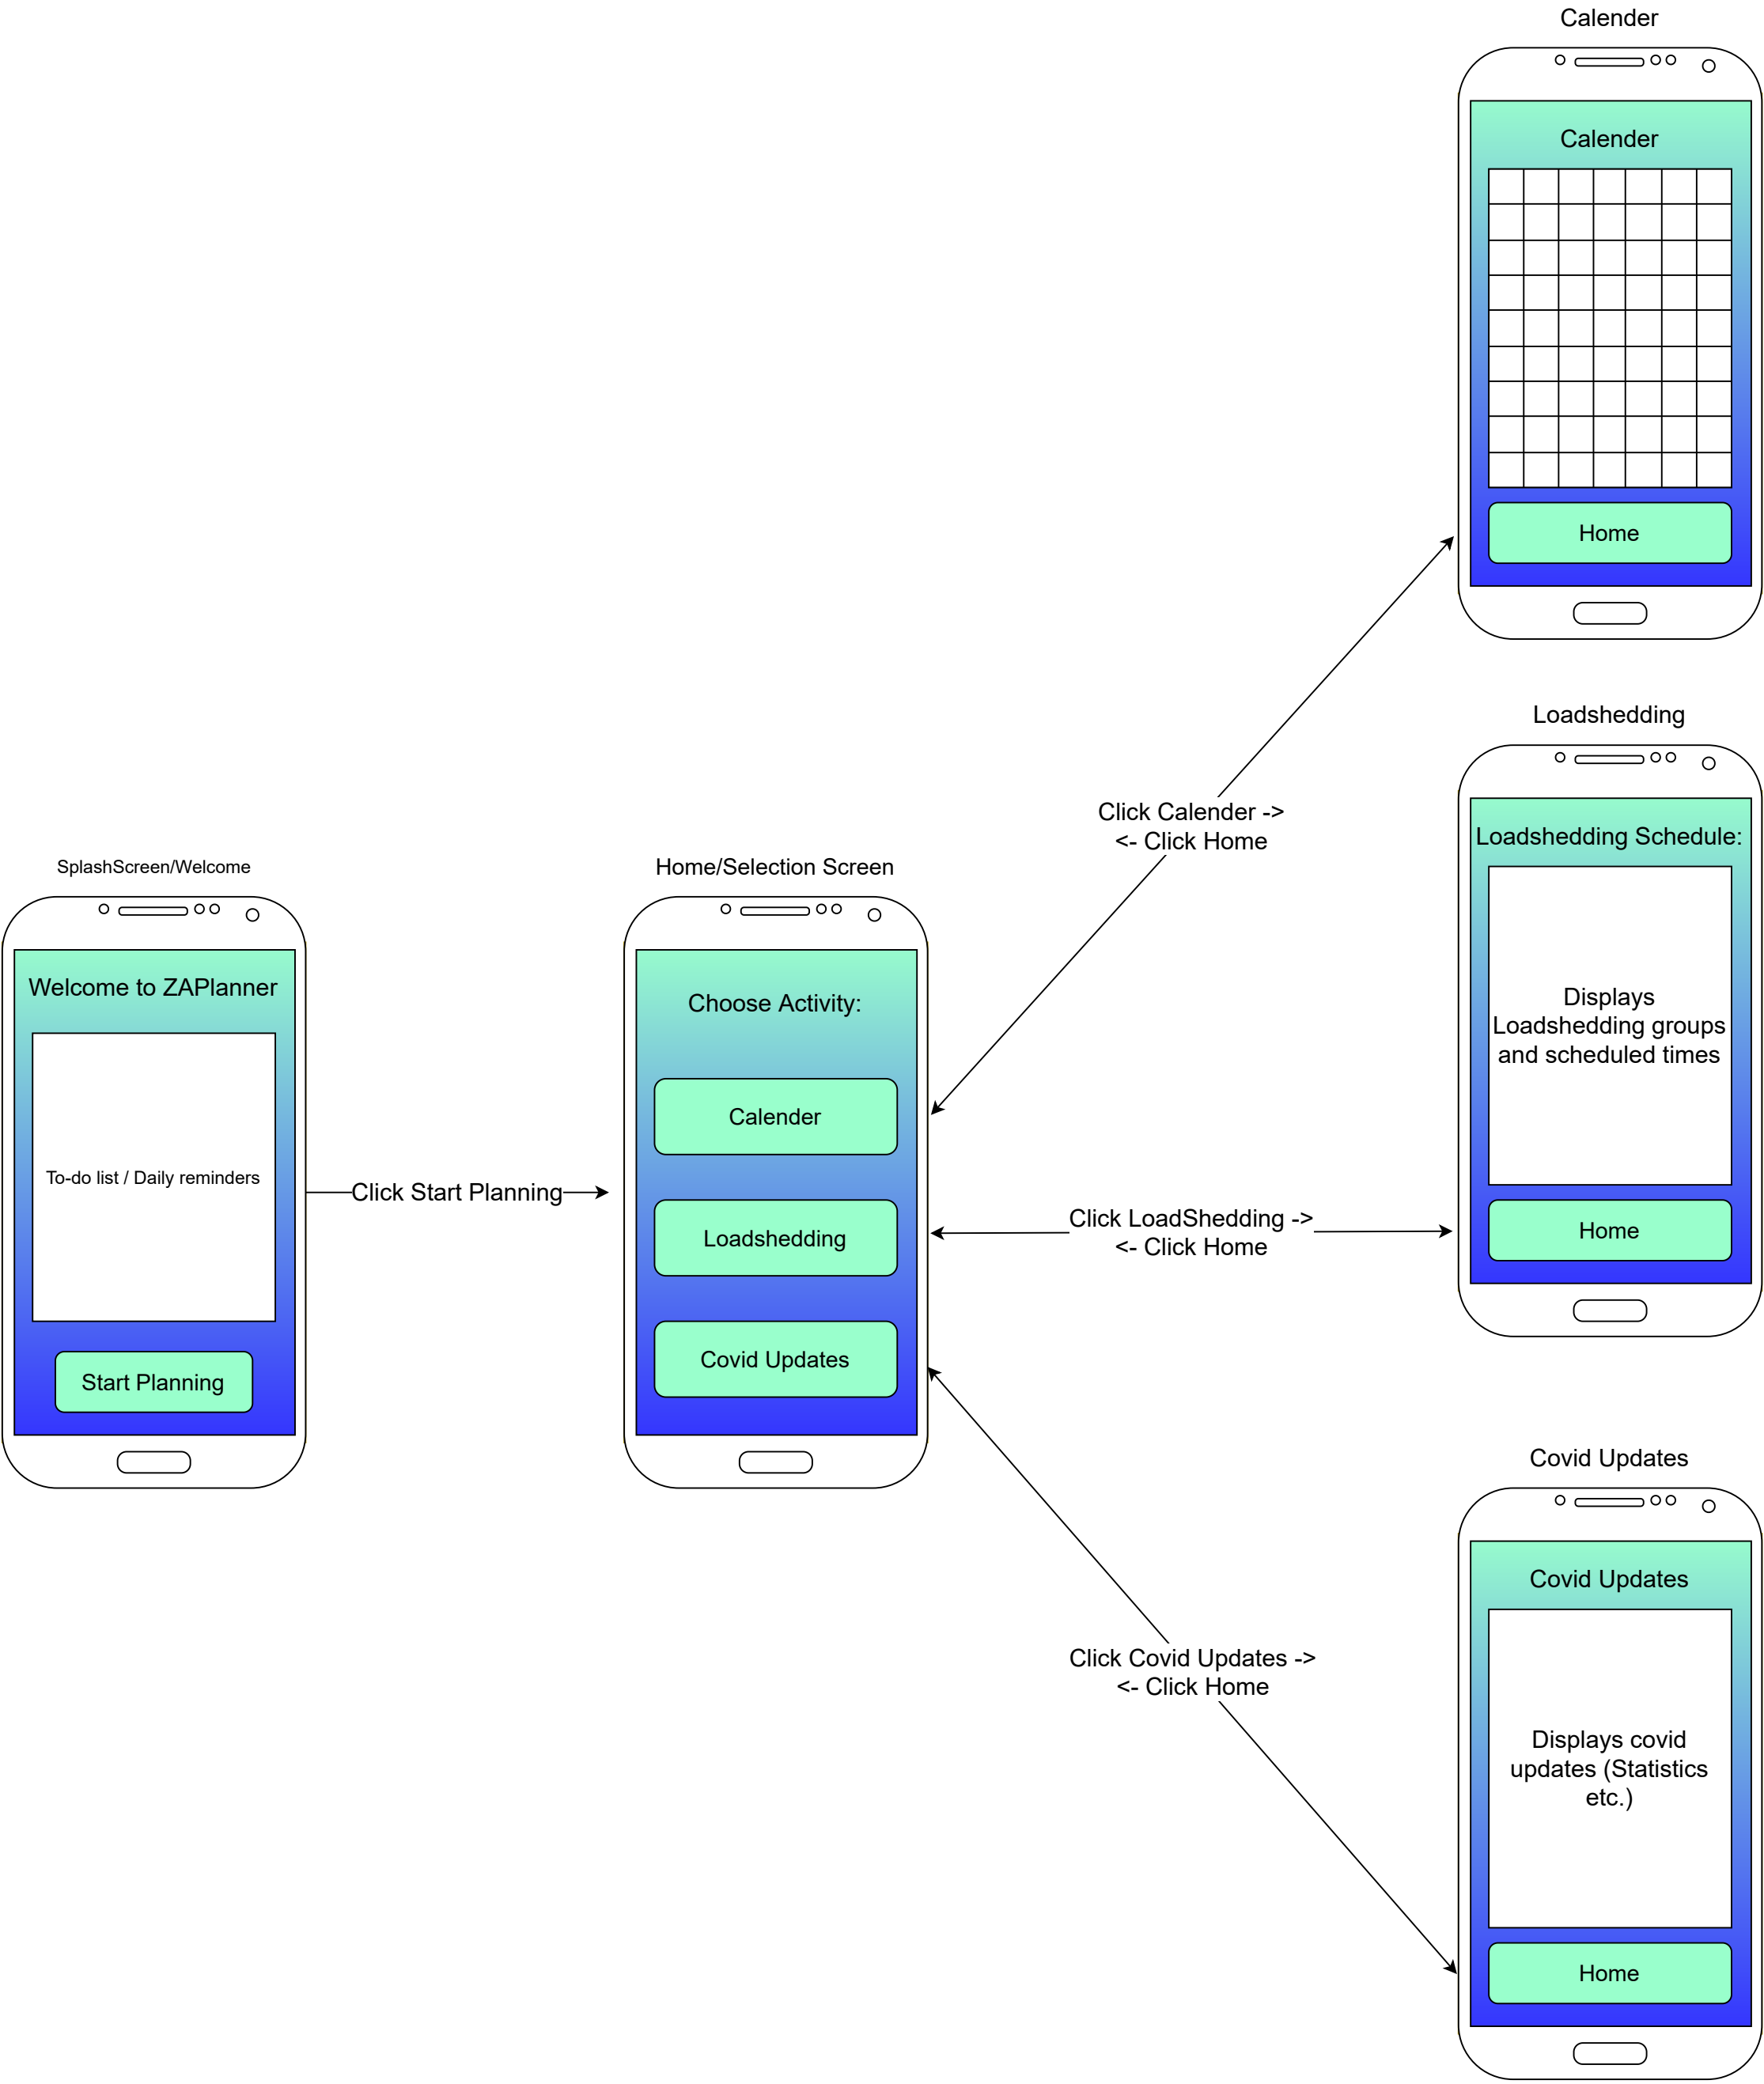 Calender
Calender
Home
Loadshedding
Loadshedding Schedule:
Displays
Loadshedding groups
and scheduled times
Home
Click Calender ->
<- Click Home
SplashScreen/Welcome
Welcome to ZAPlanner
To-do list / Daily reminders
Start Planning
Click Start Planning
Home/Selection Screen
Choose Activity:
Calender
Loadshedding
Covid Updates
Click LoadShedding ->
<- Click Home
Click Covid Updates ->
<- Click Home
Covid Updates
Covid Updates
Displays covid
updates (Statistics
etc.)
Home